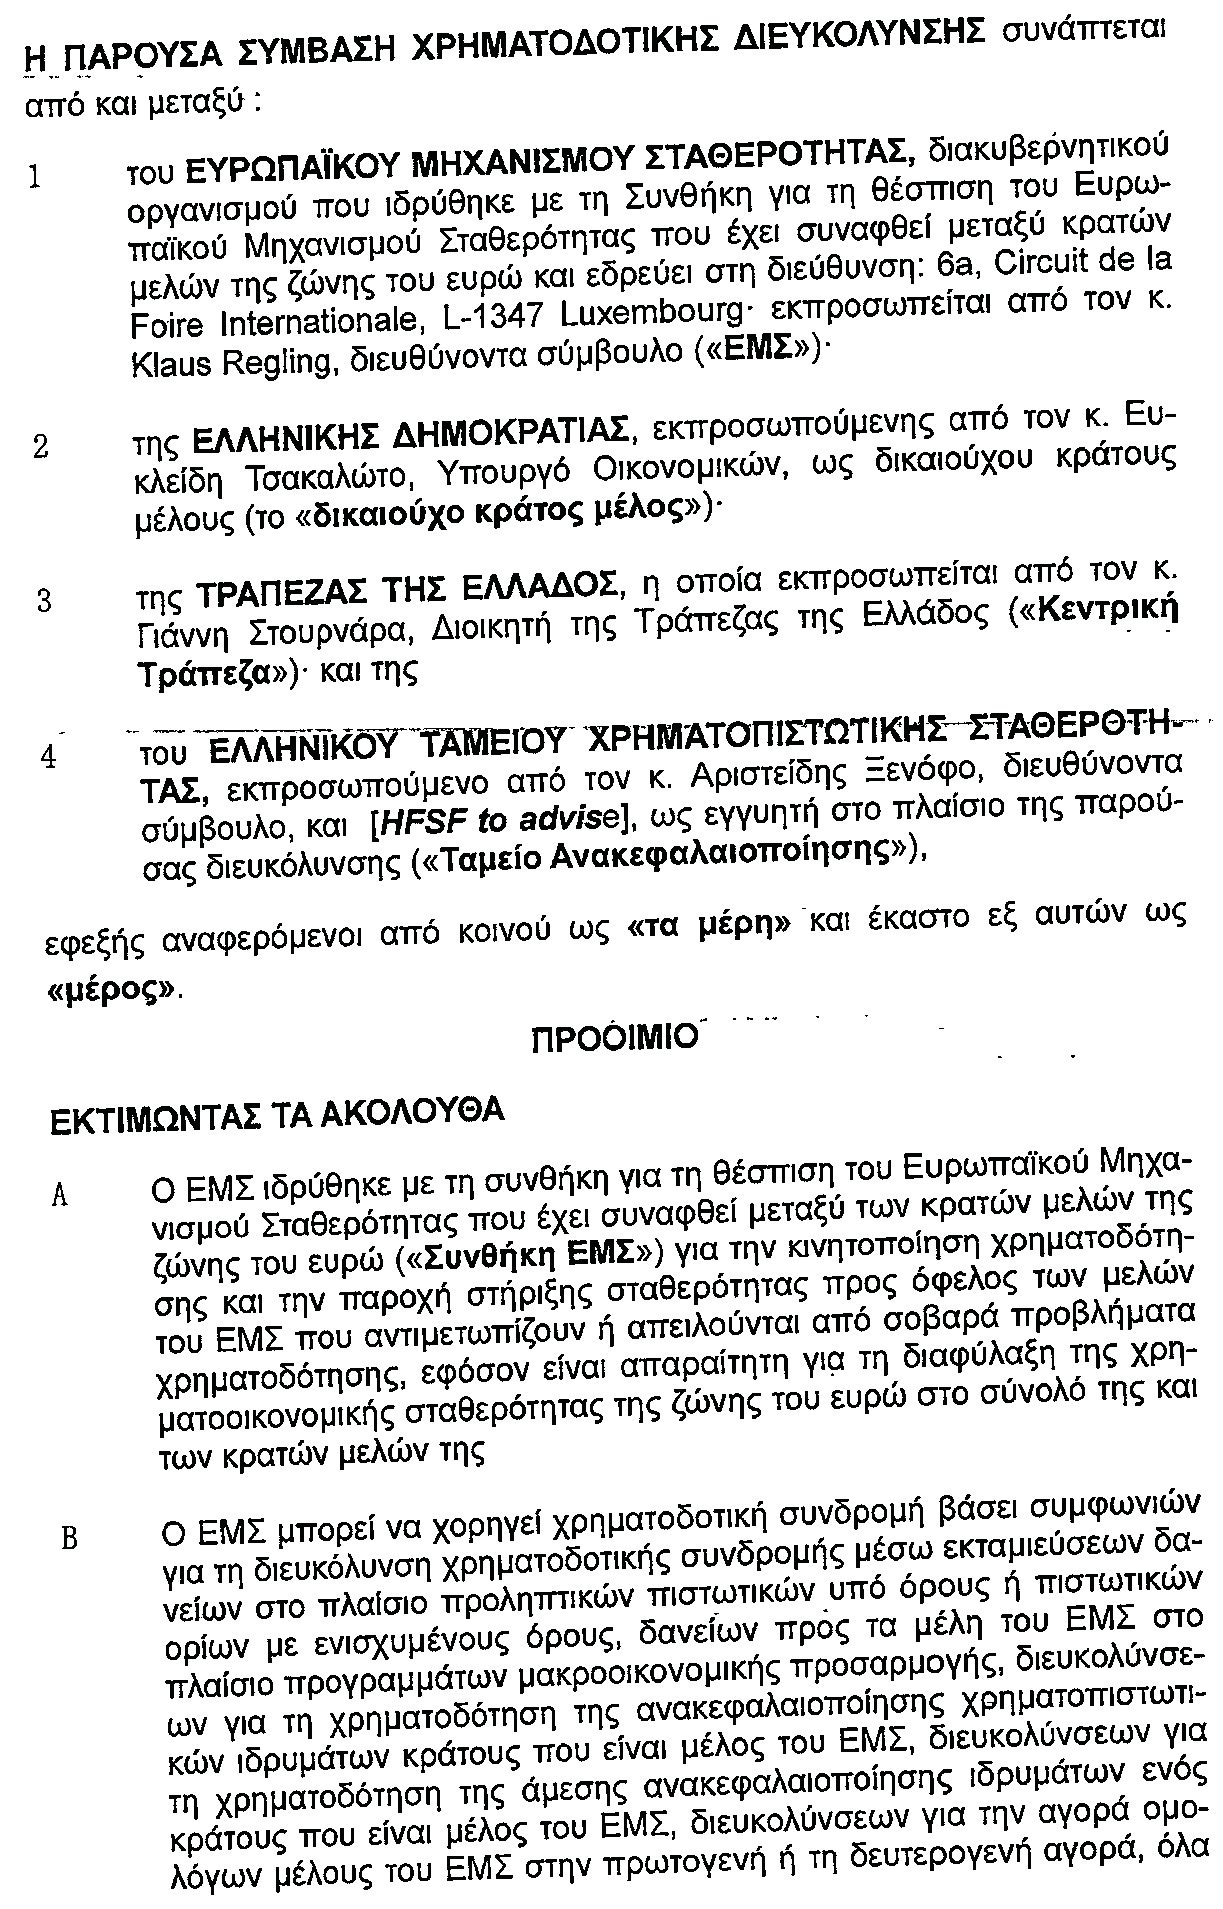 Η ΠΑΡΟΥΣΑ ΣΥΜΒΑΣΗ ΧΡΗΜΑΤΟΔΟΤΙΚΗΣ ΔΙΕΥΚΟΛΥΝΣΗΣ συνάπτεται
από και μεταξύ :
1 του ΕΥΡΩΠΑΪΚΟΥ ΜΗΧΑΝΙΣΜΟΥ ΣΤΑΘΕΡΟΤΗΤΑΣ, διακυβερνητικού
οργανισμού που ιδρύθηκε με τη Συνθήκη για τη θέσπιση του Ευρω-
παϊκού Μηχανισμού Σταθερότητας που έχει συναφθεί μεταξύ κρατών
μελών της ζώνης του ευρώ και εδρεύει στη διεύθυνση: 6a, Circuit de la
Foire Internationale, L-1347 Luxembourg· εκπροσωπείται από τον κ.
Klaus Regling, διευθύνοντα σύμβουλο («ΕΜΣ»)·
2 της ΕΛΛΗΝΙΚΗΣ ΔΗΜΟΚΡΑΤΙΑΣ, εκπροσωπούμενης από τον κ. Ευ-
κλείδη Τσακαλώτο, Υπουργό Οικονομικών, ως δικαιούχου κράτους
μέλους (το «δικαιούχο κράτος μέλος»)·
3 της ΤΡΑΠΕΖΑΣ ΤΗΣ ΕΛΛΑΔΟΣ, η οποία εκπροσωπείται από τον κ.
Γιάννη Στουρνάρα, Διοικητή της Τράπεζας της Ελλάδος («Κεντρική
Τράπεζα»)· και της
4 του ΕΛΛΗΝΙΚΟΥ ΤΑΜΕΙΟΥ ΧΡΗΜΑΤΟΠΙΣΤΩΤΙΚΗΣ ΣΤΑΘΕΡΟΤΗ-
ΤΑΣ, εκπροσωπούμενο από τον κ. Αριστείδης Ξενόφο, διευθύνοντα
σύμβουλο, και [HFSF to advise], ως εγγυητή στο πλαίσιο της παρού-
σας διευκόλυνσης («Ταμείο Ανακεφαλαιοποίησης»),
εφεξής αναφερόμενοι από κοινού ως «τα μέρη» και έκαστο εξ αυτών ως
«μέρος».
ΠΡΟΟΙΜΙΟ
ΕΚΤΙΜΩΝΤΑΣ ΤΑ ΑΚΟΛΟΥΘΑ
A Ο ΕΜΣ ιδρύθηκε με τη συνθήκη για τη θέσπιση του Ευρωπαϊκού Μηχα-
νισμού Σταθερότητας που έχει συναφθεί μεταξύ των κρατών μελών της
ζώνης του ευρώ («Συνθήκη ΕΜΣ») για την κινητοποίηση χρηματοδότη-
σης και την παροχή στήριξης σταθερότητας προς όφελος των μελών
του ΕΜΣ που αντιμετωπίζουν ή απειλούνται από σοβαρά προβλήματα
χρηματοδότησης, εφόσον είναι απαραίτητη για τη διαφύλαξη της χρη-
ματοοικονομικής σταθερότητας της ζώνης του ευρώ στο σύνολό της και
των κρατών μελών της
B Ο ΕΜΣ μπορεί να χορηγεί χρηματοδοτική συνδρομή βάσει συμφωνιών
για τη διευκόλυνση χρηματοδοτικής συνδρομής μέσω εκταμιεύσεων δα-
νείων στο πλαίσιο προληπτικών πιστωτικών υπό όρους ή πιστωτικών
ορίων με ενισχυμένους όρους, δανείων προς τα μέλη του ΕΜΣ στο
πλαίσιο προγραμμάτων μακροοικονομικής προσαρμογής, διευκολύνσε-
ων για τη χρηματοδότηση της ανακεφαλαιοποίησης χρηματοπιστωτι-
κών ιδρυμάτων κράτους που είναι μέλος του ΕΜΣ, διευκολύνσεων για
τη χρηματοδότηση της άμεσης ανακεφαλαιοποίησης ιδρυμάτων ενός
κράτους που είναι μέλος του ΕΜΣ, διευκολύνσεων για την αγορά ομο-
λόγων μέλους του ΕΜΣ στην πρωτογενή ή τη δευτερογενή αγορά, όλα